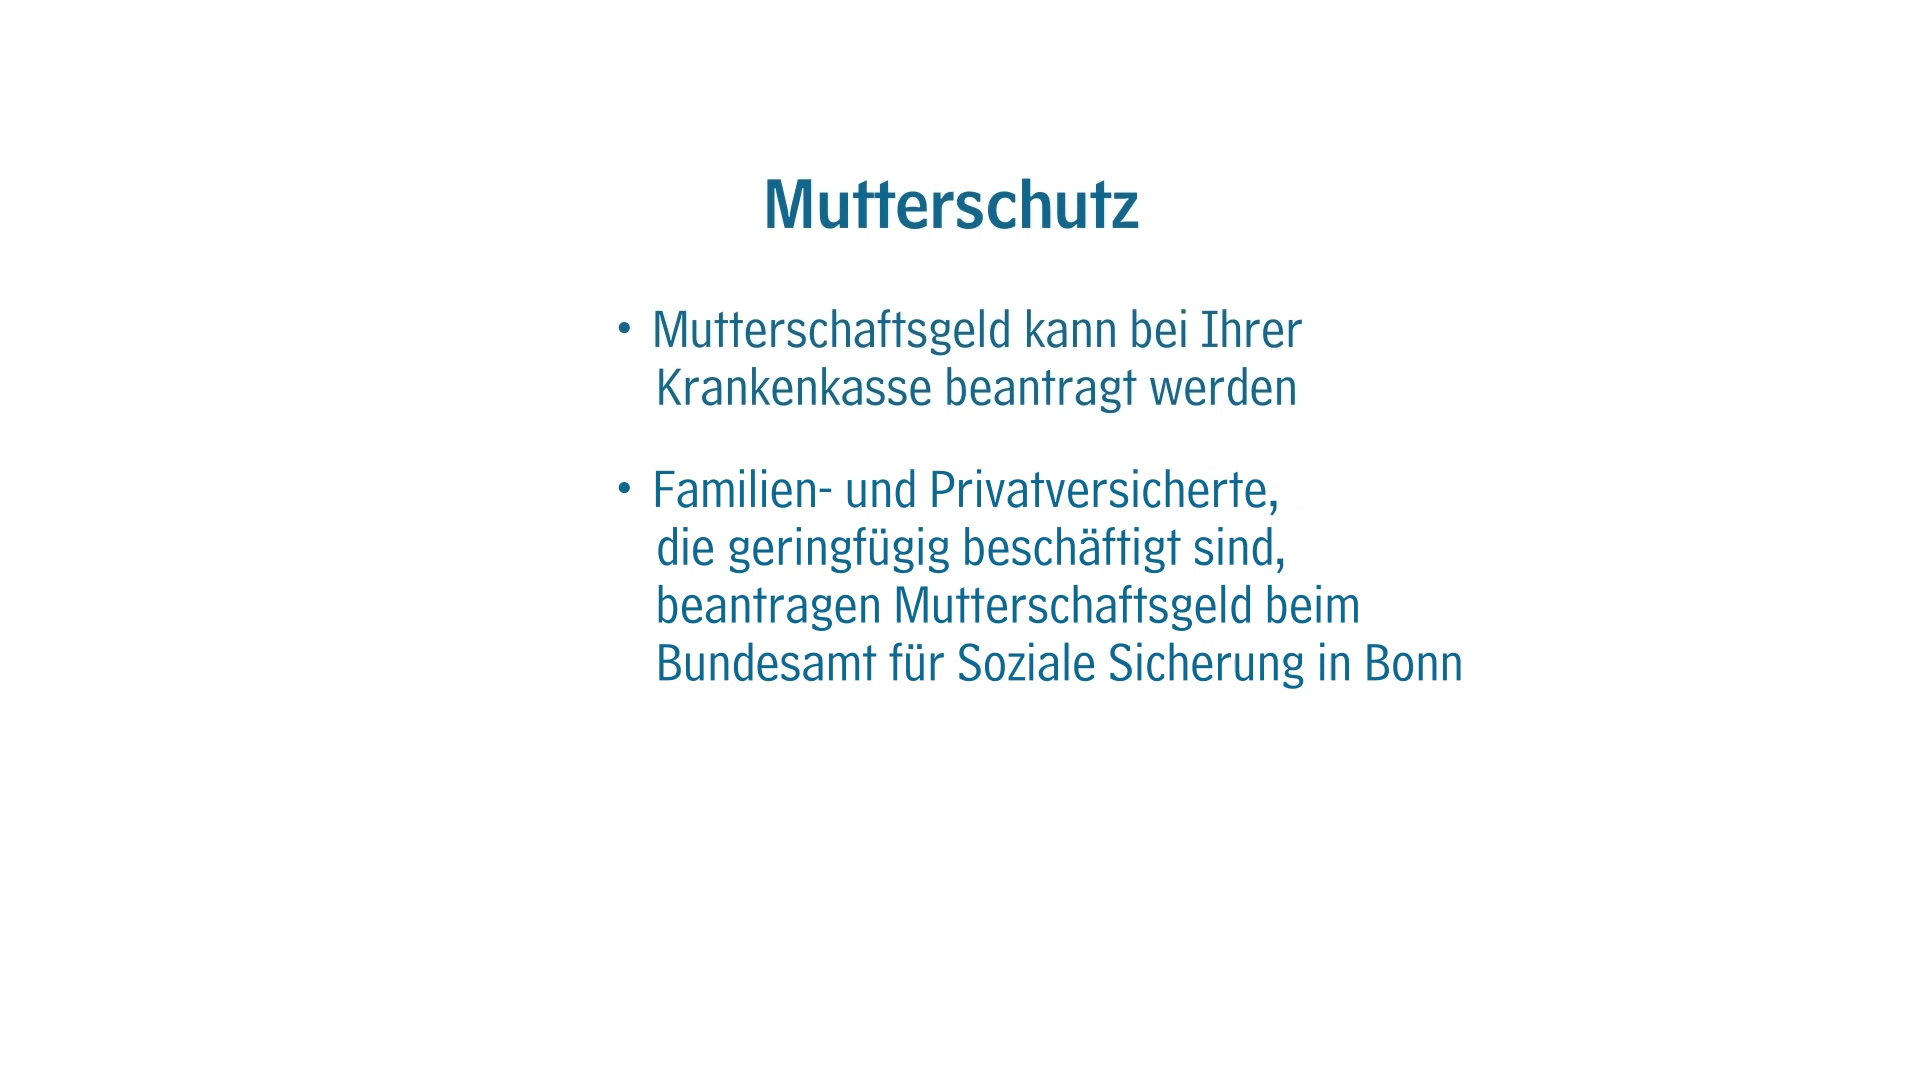 Mutterschutz
• Mutterschaftsgeld kann bei Ihrer
Krankenkasse beantragt werden
• Familien- und Privatversicherte,
die geringfügig beschäftigt sind,
beantragen Mutterschaftsgeld beim
Bundesamt für Soziale Sicherung in Bonn